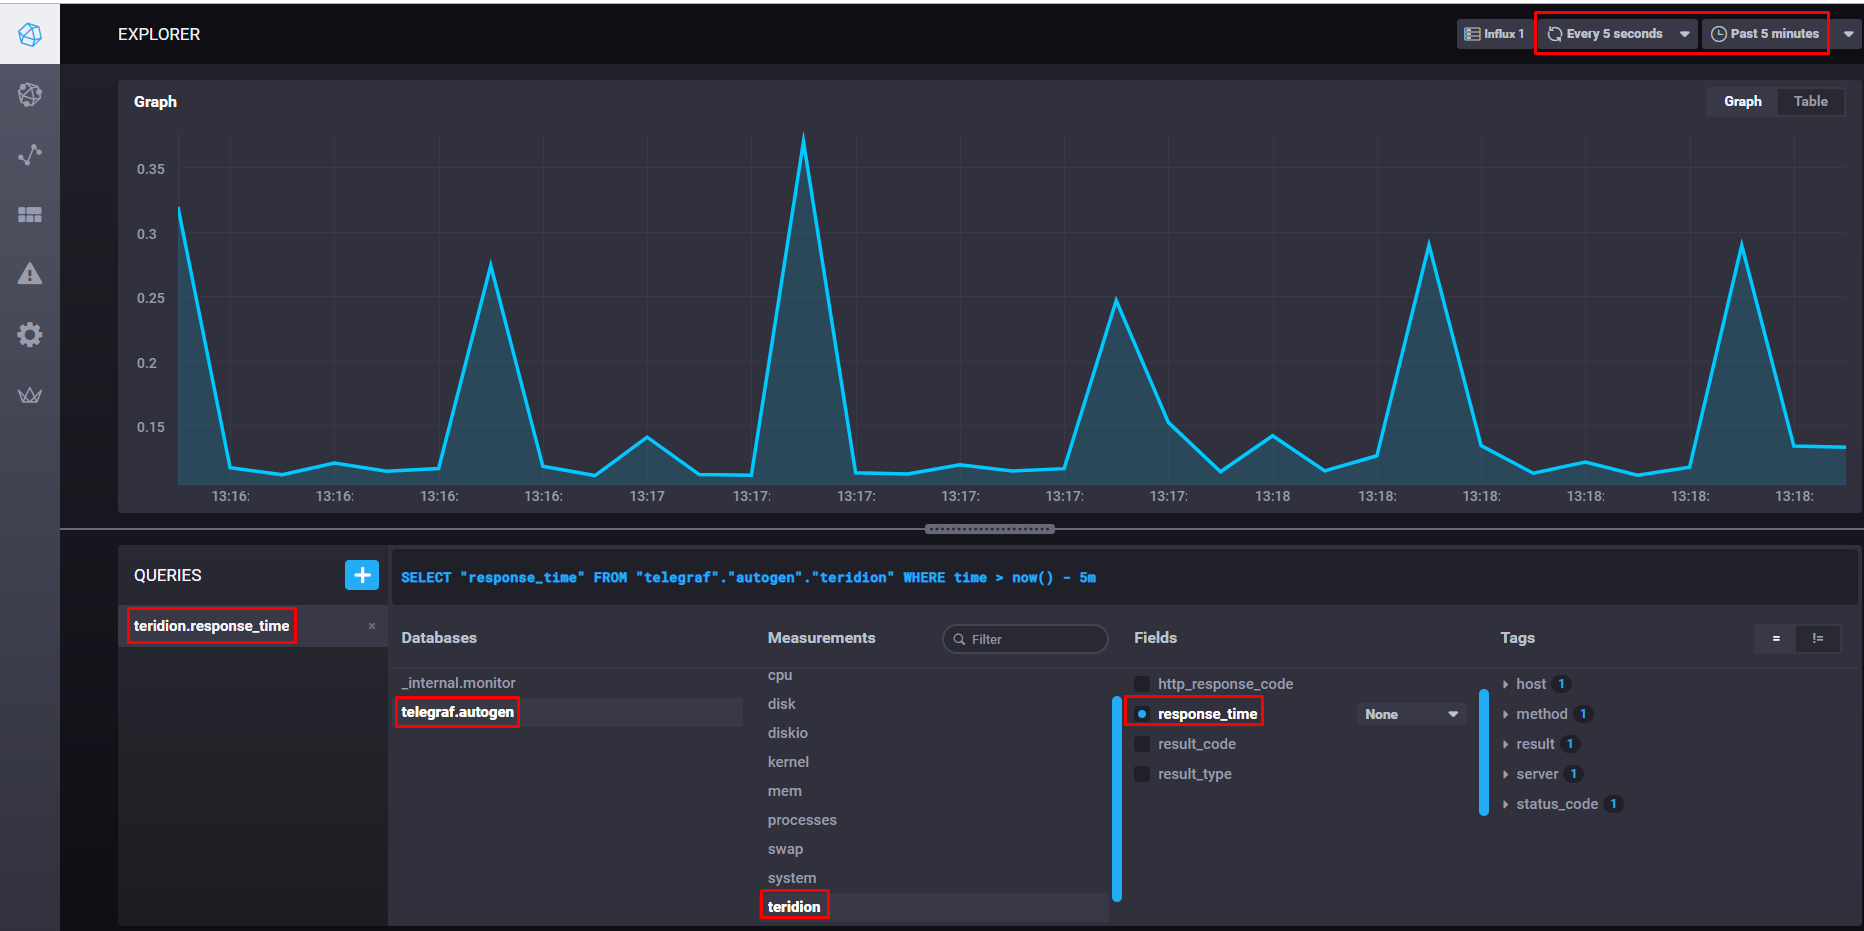 EXPLORER
Influx 1
Every 5 seconds
Past 5 minutes
Graph
Graph
Table
0.35
0.3
0.25
0.2
0.15
13:16:
13:16:
13:16:
13:16:
13:17
13:17:
13:17:
13:17:
13:17:
13:17:
13:18
13:18:
13:18:
13:18:
13:18:
13:18:
QUERIES
+
SELECT "response_time" FROM "telegraf"."autogen"."teridion" WHERE time > now() - 5m
teridion.response_time
×
Databases
_internal.monitor
telegraf.autogen
Measurements
Filter
cpu
disk
diskio
kernel
mem
processes
swap
system
teridion
Fields
http_response_code
response_time
None
result_code
result_type
Tags
=
!=
host 1
method 1
result 1
server 1
status_code 1